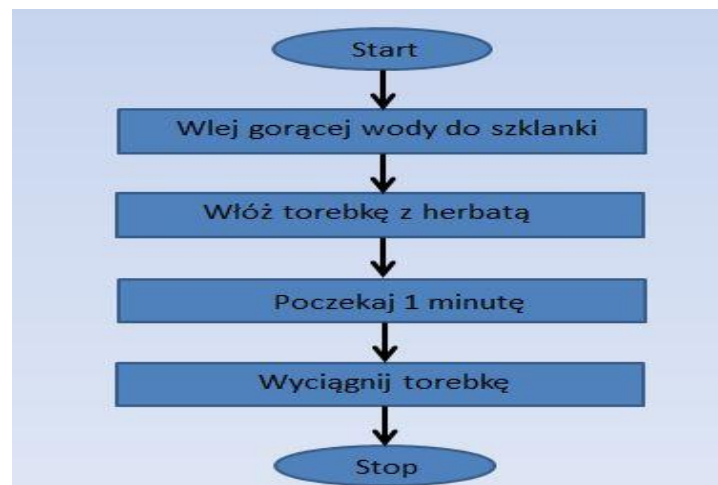 Start
Wlej gorącej wody do szklanki
Włóż torebkę z herbatą
Poczekaj 1 minutę
Wyciągnij torebkę
Stop